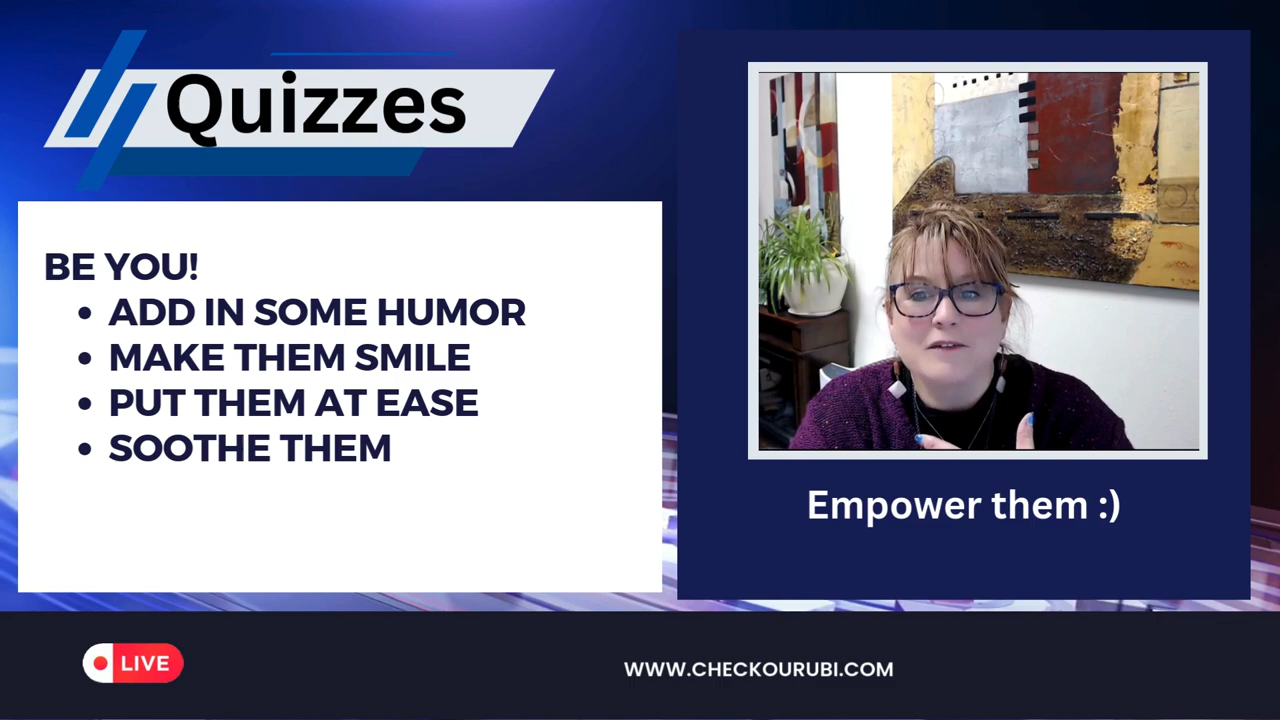 Quizzes
BE YOU!
• ADD IN SOME HUMOR
• MAKE THEM SMILE
• PUT THEM AT EASE
• SOOTHE THEM
Empower them :)
LIVE
WWW.CHECKOURUBI.COM